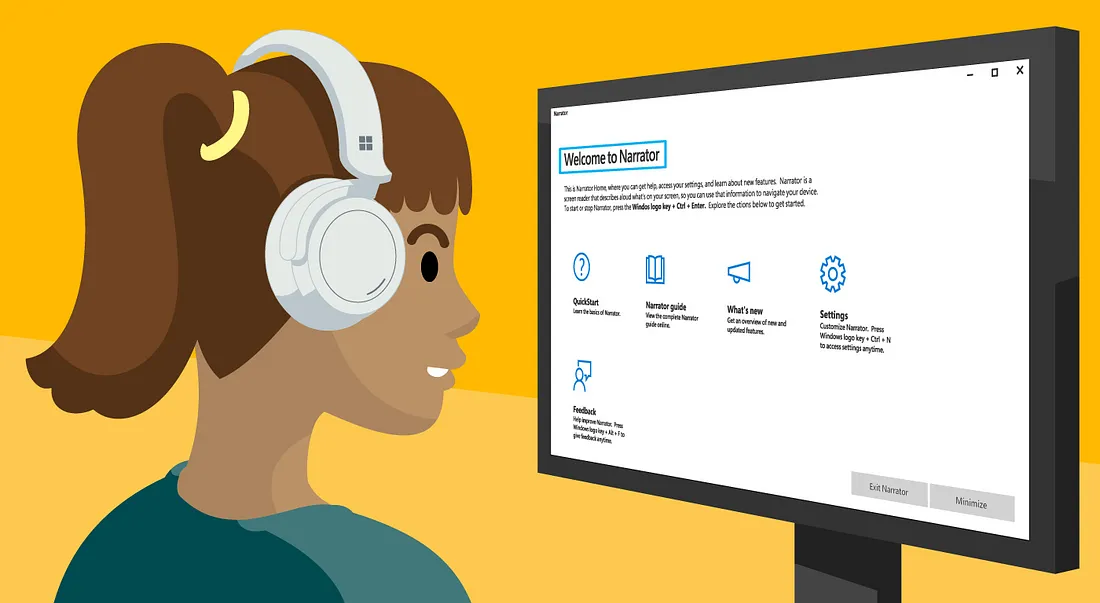 Narrator
Welcome to Narrator
This is Narrator Home, where you can get help, access your settings, and learn about new features. Narrator is a
screen reader that describes aloud what's on your screen, so you can use that information to navigate your device.
To start or stop Narrator, press the Windos logo key + Ctrl + Enter. Explore the ctions below to get started.
QuickStart
Learn the basics of Narrator.
Narrator guide
View the complete Narrator
guide online.
What's new
Get an overview of new and
updated features.
Settings
Customize Narrator. Press
Windows logo key + Ctrl + N
to access settings anytime.
Feedback
Help improve Narrator. Press
Windows logo key + Alt + F to
give feedback anytime.
Exit Narrator
Minimize